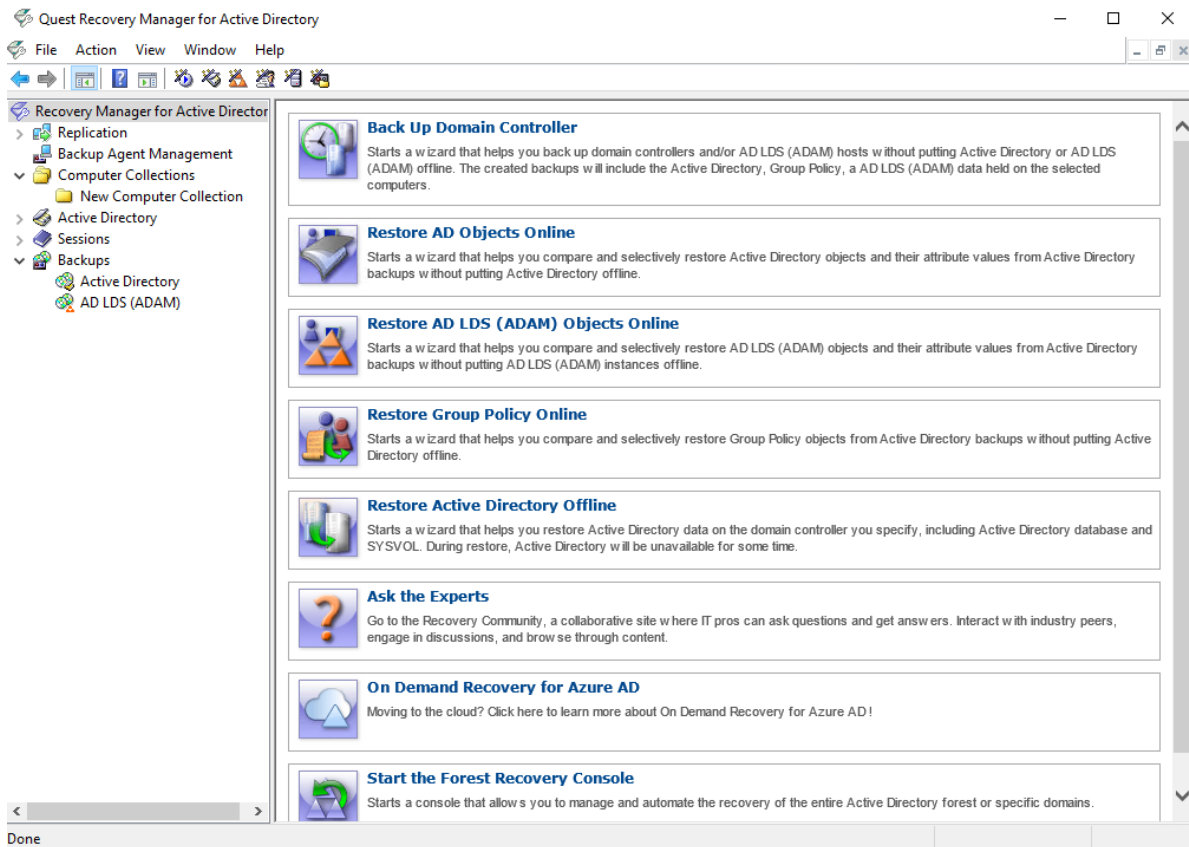 Quest Recovery Manager for Active Directory
File Action View Window Help
Recovery Manager for Active Director
Replication
Backup Agent Management
Computer Collections
New Computer Collection
Active Directory
Sessions
Backups
Active Directory
AD LDS (ADAM)
Back Up Domain Controller
Starts a wizard that helps you back up domain controllers and/or AD LDS (ADAM) hosts without putting Active Directory or AD LDS
(ADAM) offline. The created backups will include the Active Directory, Group Policy, a AD LDS (ADAM) data held on the selected
computers.
Restore AD Objects Online
Starts a wizard that helps you compare and selectively restore Active Directory objects and their attribute values from Active Directory
backups without putting Active Directory offline.
Restore AD LDS (ADAM) Objects Online
Starts a wizard that helps you compare and selectively restore AD LDS (ADAM) objects and their attribute values from Active Directory
backups without putting AD LDS (ADAM) instances offline.
Restore Group Policy Online
Starts a wizard that helps you compare and selectively restore Group Policy objects from Active Directory backups without putting Active
Directory offline.
Restore Active Directory Offline
Starts a wizard that helps you restore Active Directory data on the domain controller you specify, including Active Directory database and
SYSVOL. During restore, Active Directory will be unavailable for some time.
Ask the Experts
Go to the Recovery Community, a collaborative site where IT pros can ask questions and get answers. Interact with industry peers,
engage in discussions, and browse through content.
On Demand Recovery for Azure AD
Moving to the cloud? Click here to learn more about On Demand Recovery for Azure AD!
Start the Forest Recovery Console
Starts a console that allows you to manage and automate the recovery of the entire Active Directory forest or specific domains.
Done